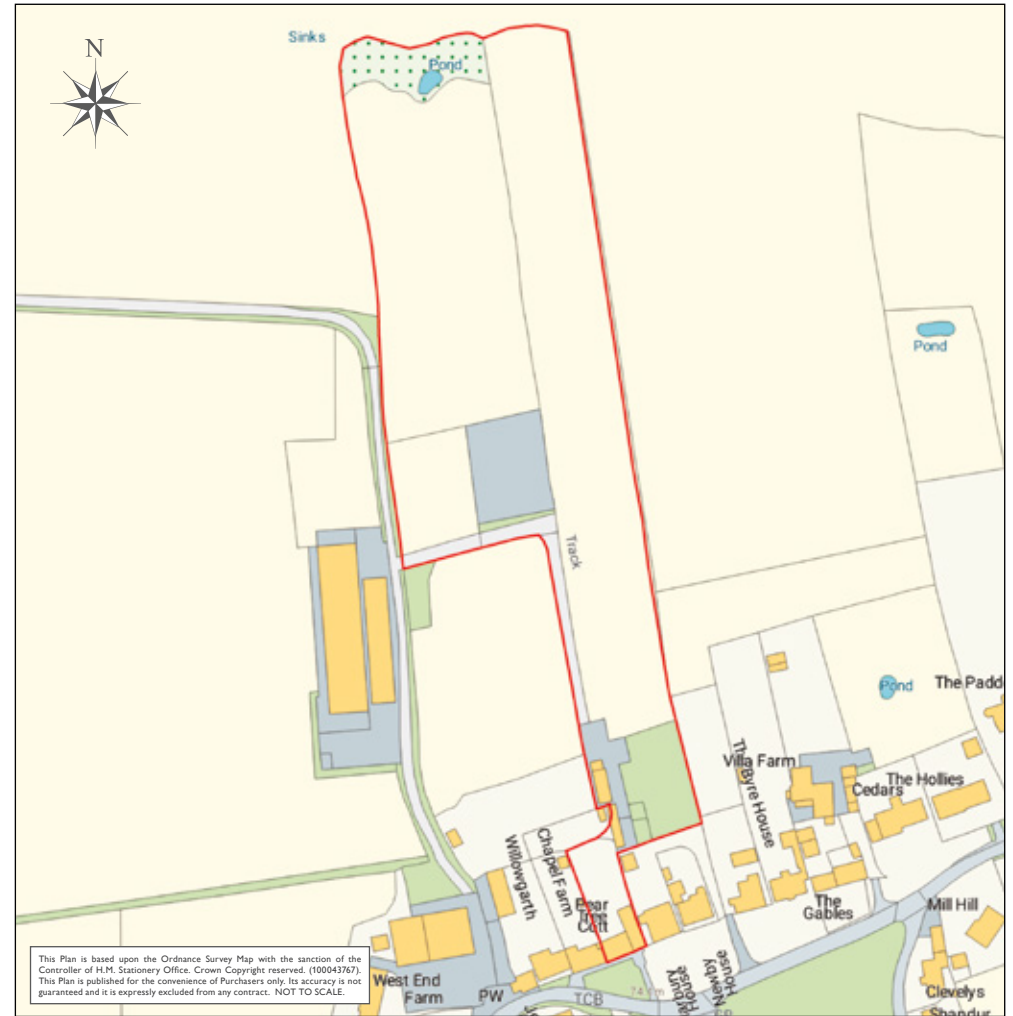 Sinks
N
Pond
Pond
Track
Pond
The Padd
Villa Farm
The Byre House
The Hollies
Cedars
Chapel Farm
Willowgarth
Pear
Tree
Cott
The
Gables
Mill Hill
This Plan is based upon the Ordnance Survey Map with the sanction of the
Controller of H.M. Stationery Office. Crown Copyright reserved. (100043767).
This Plan is published for the convenience of Purchasers only. Its accuracy is not
guaranteed and it is expressly excluded from any contract. NOT TO SCALE.
West End
Farm
PW
TCB
House
Newby
House
Clevelys
Shandur